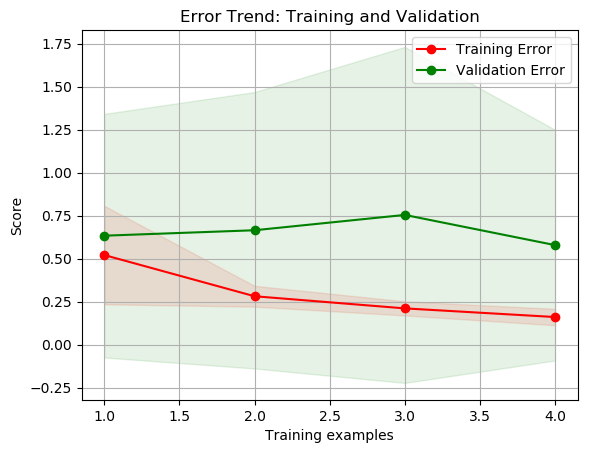 Error Trend: Training and Validation
Training Error
Validation Error
Score
1.75
1.50
1.25
1.00
0.75
0.50
0.25
0.00
−0.25
1.0 1.5 2.0 2.5 3.0 3.5 4.0
Training examples